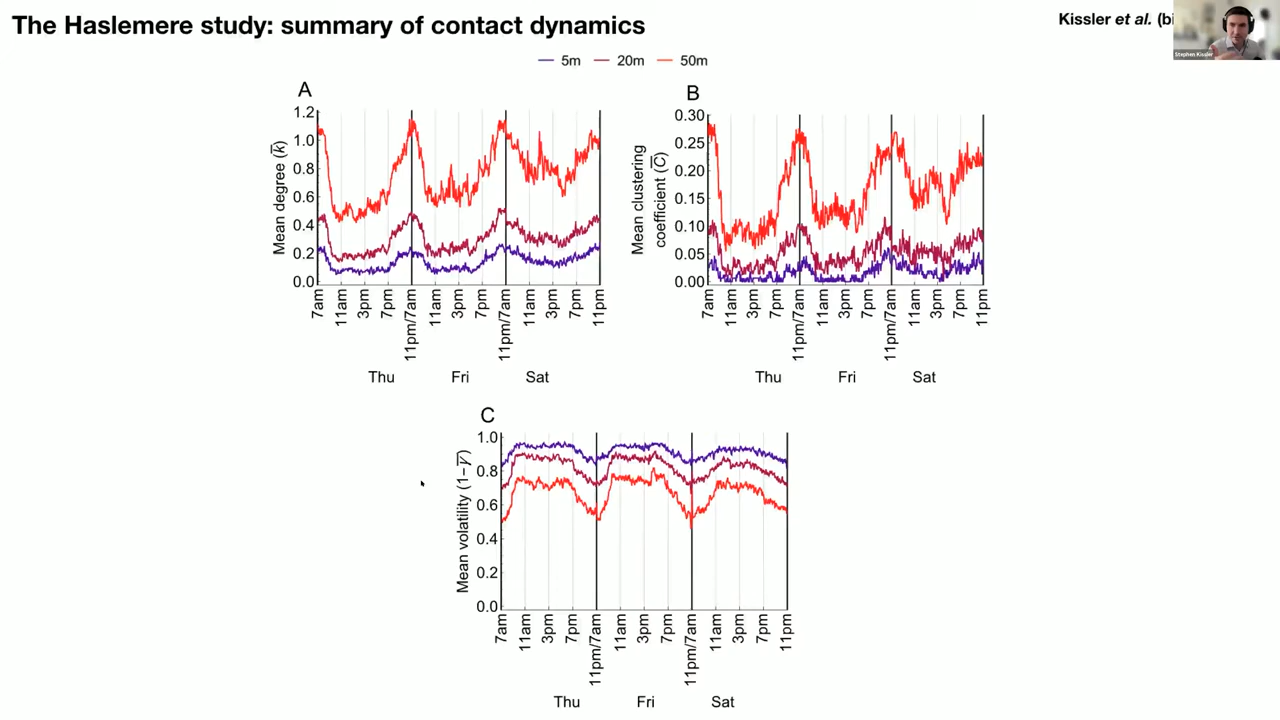 The Haslemere study: summary of contact dynamics
Kissler et al. (bi
Stephen Kissler
5m 20m 50m
A
Mean degree (k̄)
1.2
1.0
0.8
0.6
0.4
0.2
0.0
7am 11am 3pm 7pm 11pm/7am 11am 3pm 7pm 11pm/7am 11am 3pm 7pm 11pm
Thu Fri Sat
B
Mean clustering
coefficient (C̄)
0.30
0.25
0.20
0.15
0.10
0.05
0.00
7am 11am 3pm 7pm 11pm/7am 11am 3pm 7pm 11pm/7am 11am 3pm 7pm 11pm
Thu Fri Sat
C
Mean volatility (1−V̄)
1.0
0.8
0.6
0.4
0.2
0.0
7am 11am 3pm 7pm 11pm/7am 11am 3pm 7pm 11pm/7am 11am 3pm 7pm 11pm
Thu Fri Sat